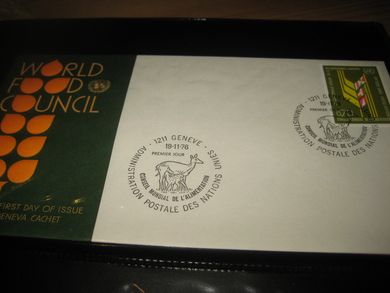 WORLD
FOOD
COUNCIL
FIRST DAY OF ISSUE
GENEVA CACHET
1211 GENEVE
19-11-76
PREMIER JOUR
CONSEIL MONDIAL DE L'ALIMENTATION
ADMINISTRATION POSTALE DES NATIONS UNIES
1211 GENEVE
19-11-76
PREMIER JOUR
CONSEIL MONDIAL DE L'ALIMENTATION
ADMINISTRATION POSTALE DES NATIONS UNIES